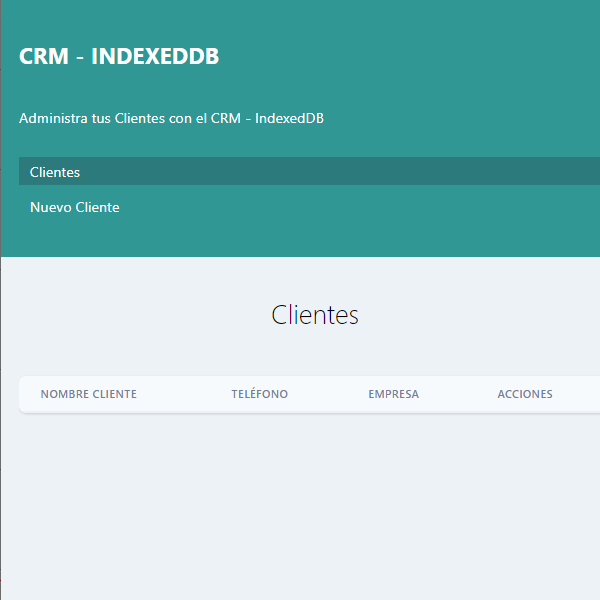 CRM - INDEXEDDB
Administra tus Clientes con el CRM - IndexedDB
Clientes
Nuevo Cliente
Clientes
NOMBRE CLIENTE TELÉFONO EMPRESA ACCIONES